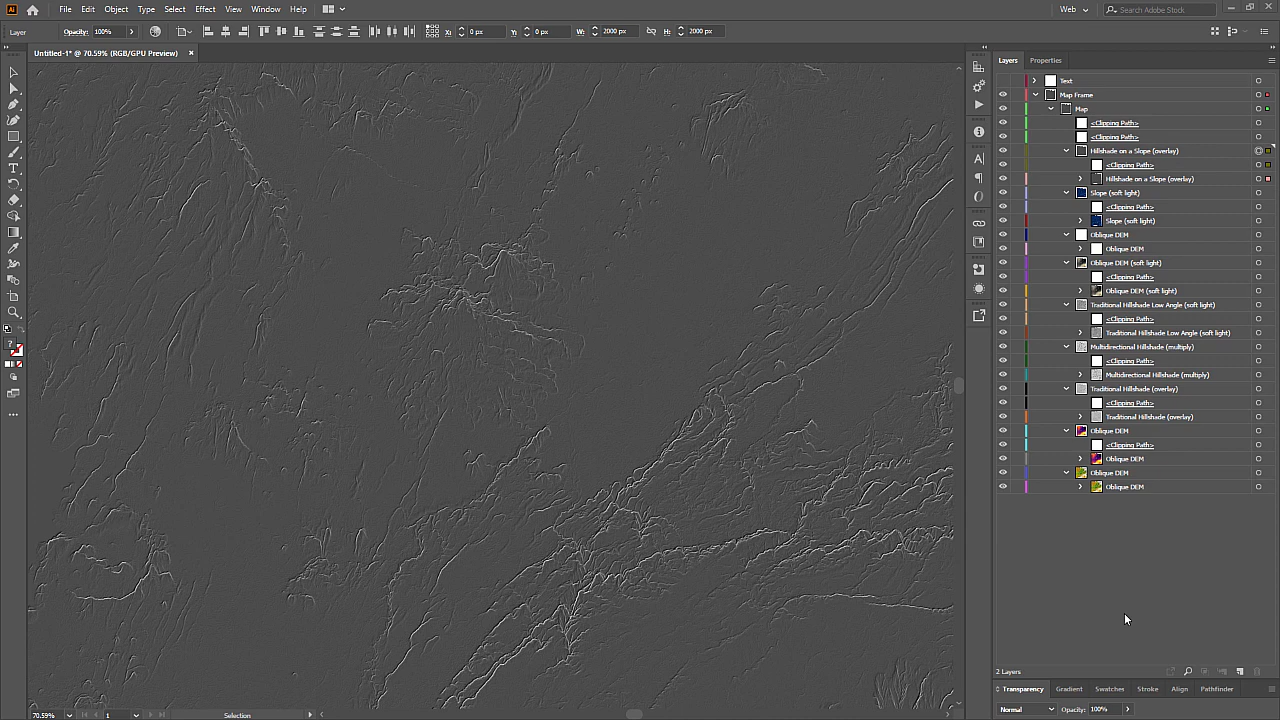 Ai File Edit Object Type Select Effect View Window Help Web Search Adobe Stock
Layer Opacity: 100% X: 0 px Y: 0 px W: 2000 px H: 2000 px
Untitled-1* @ 70.59% (RGB/GPU Preview) ×
Layers Properties
Text
Map Frame
Map
<Clipping Path>
<Clipping Path>
Hillshade on a Slope (overlay)
<Clipping Path>
Hillshade on a Slope (overlay)
Slope (soft light)
<Clipping Path>
Slope (soft light)
Oblique DEM
Oblique DEM
Oblique DEM (soft light)
<Clipping Path>
Oblique DEM (soft light)
Traditional Hillshade Low Angle (soft light)
<Clipping Path>
Traditional Hillshade Low Angle (soft light)
Multidirectional Hillshade (multiply)
<Clipping Path>
Multidirectional Hillshade (multiply)
Traditional Hillshade (overlay)
<Clipping Path>
Traditional Hillshade (overlay)
Oblique DEM
<Clipping Path>
Oblique DEM
Oblique DEM
Oblique DEM
2 Layers
Transparency Gradient Swatches Stroke Align Pathfinder
Normal Opacity: 100%
70.59% 1 Selection